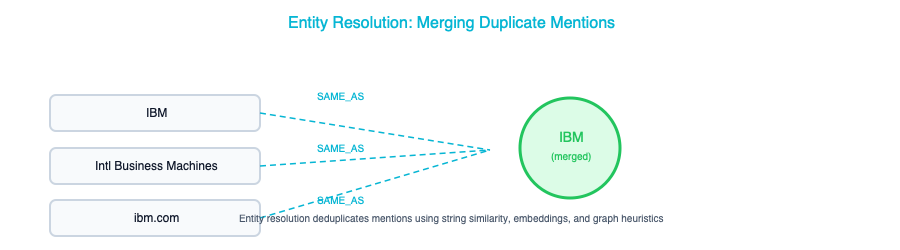 Entity Resolution: Merging Duplicate Mentions
IBM
SAME_AS
Intl Business Machines
SAME_AS
ibm.com
SAME_AS
IBM
(merged)
Entity resolution deduplicates mentions using string similarity, embeddings, and graph heuristics